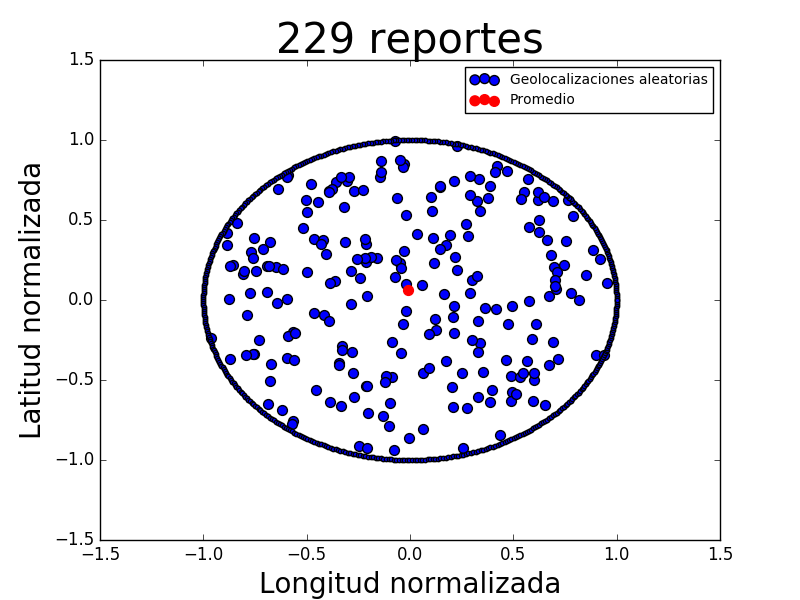 229 reportes
Geolocalizaciones aleatorias
Promedio
Latitud normalizada
1.5
1.0
0.5
0.0
−0.5
−1.0
−1.5
−1.5 −1.0 −0.5 0.0 0.5 1.0 1.5
Longitud normalizada